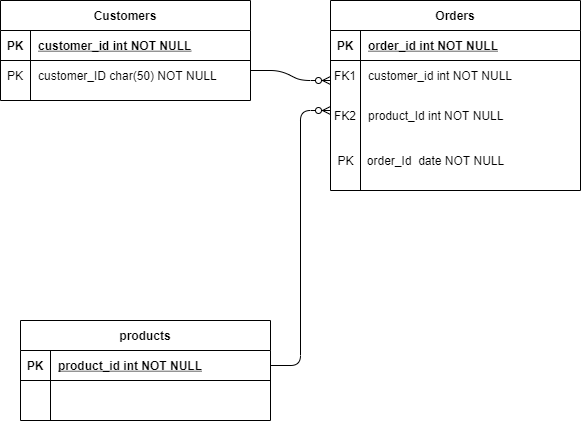 Customers
PK customer_id int NOT NULL
PK customer_ID char(50) NOT NULL
Orders
PK order_id int NOT NULL
FK1 customer_id int NOT NULL
FK2 product_Id int NOT NULL
PK order_Id  date NOT NULL
products
PK product_id int NOT NULL